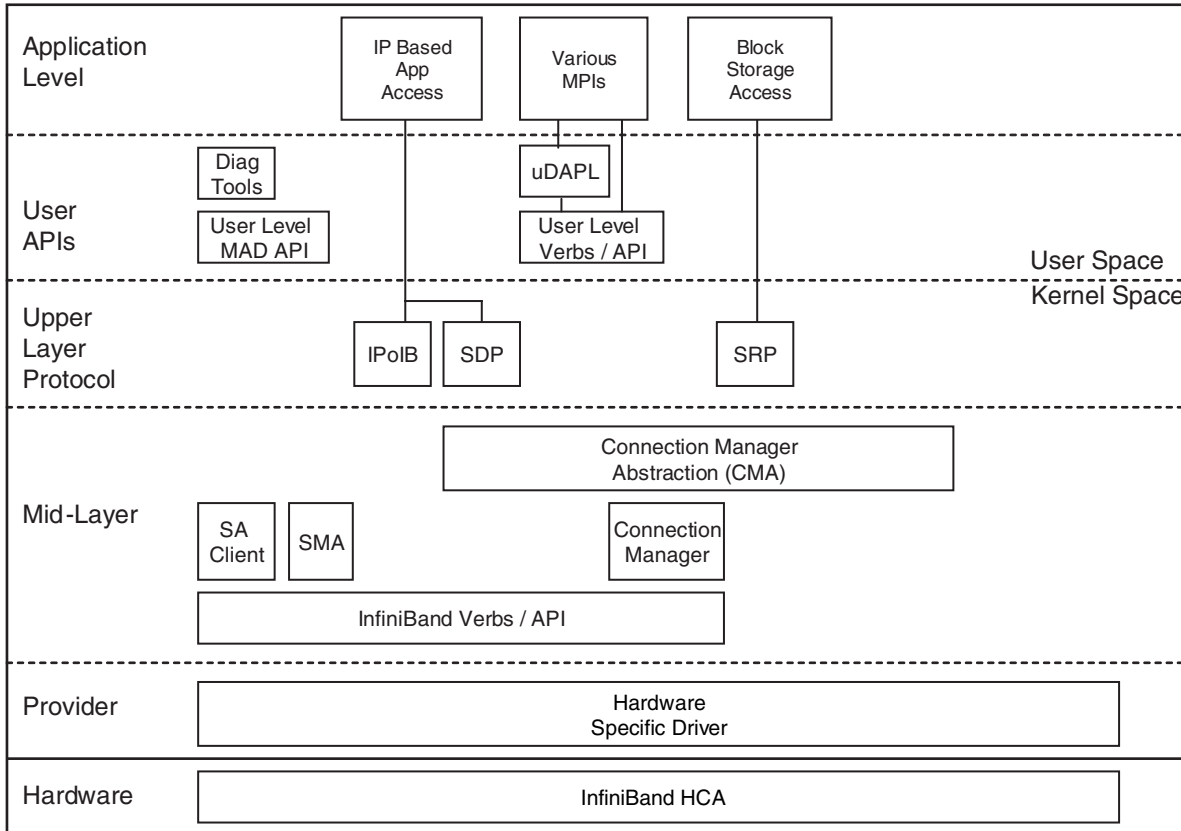 Application
Level
IP Based
App
Access
Various
MPIs
Block
Storage
Access
User
APIs
Diag
Tools
User Level
MAD API
uDAPL
User Level
Verbs / API
User Space
Kernel Space
Upper
Layer
Protocol
IPoIB
SDP
SRP
Mid-Layer
Connection Manager
Abstraction (CMA)
SA
Client
SMA
Connection
Manager
InfiniBand Verbs / API
Provider
Hardware
Specific Driver
Hardware
InfiniBand HCA